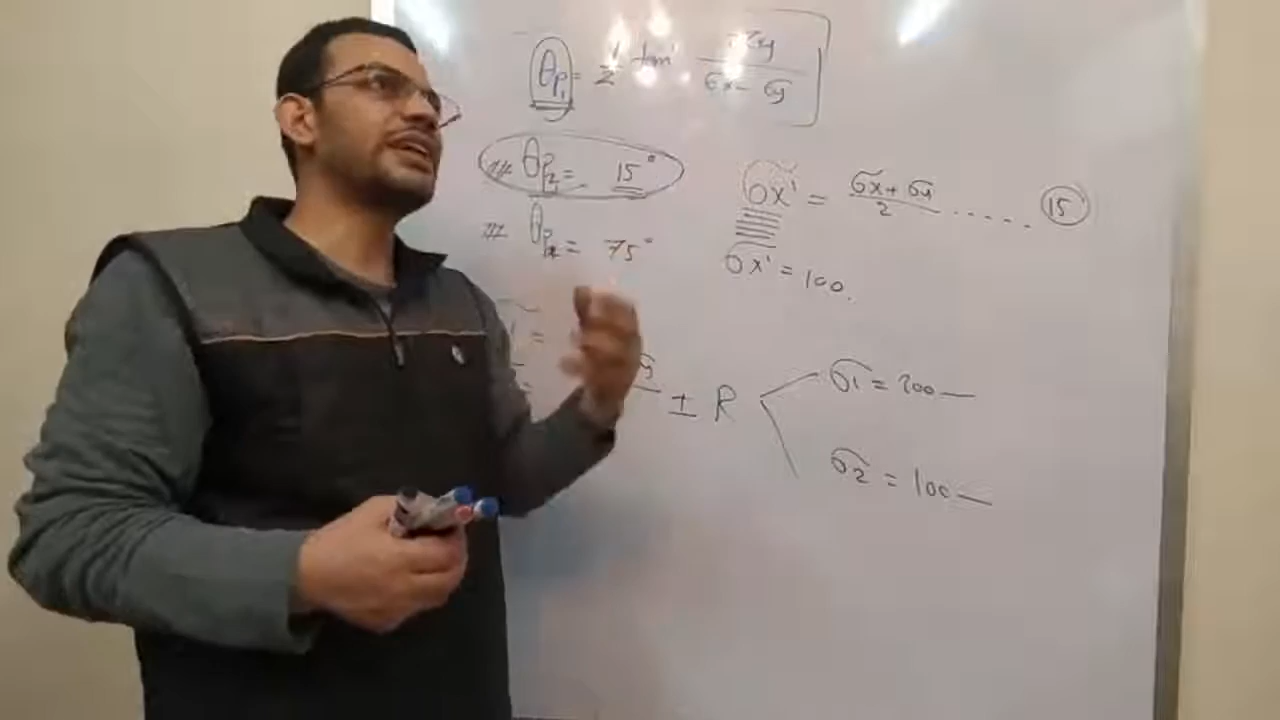 θp₁ = 1/2 tan⁻¹ 2τxy / (σx - σy)
θp₂ = 15°
θp = 75°
σx' = (σx + σy) / 2 ...... 15
σx' = 100.
± R
σ1 = 200
σ2 = 100